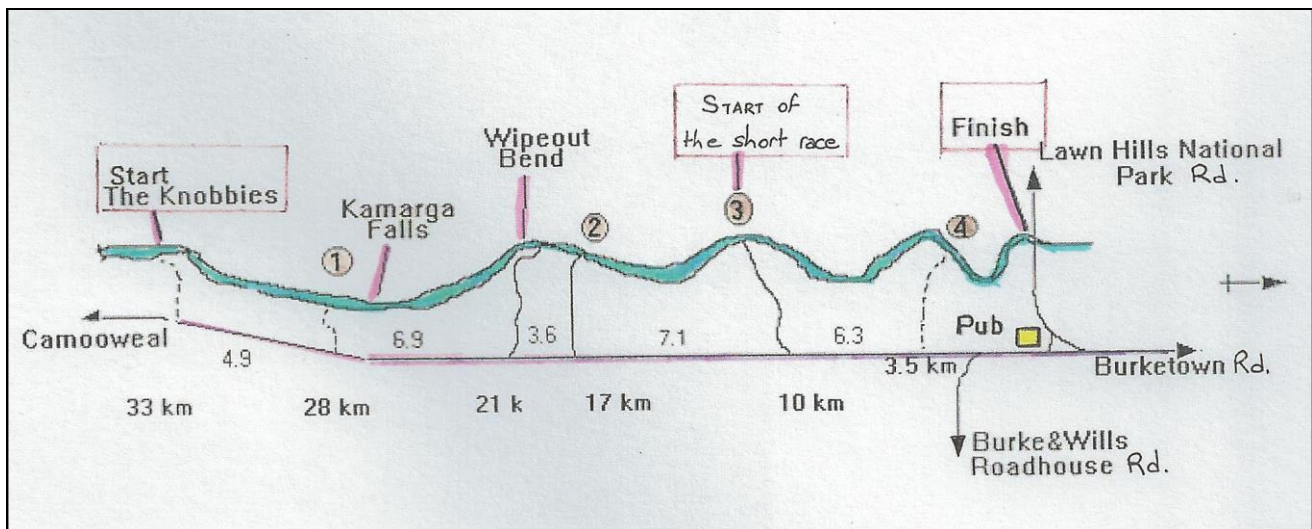 Start
The Knobbies
Kamarga
Falls
Wipeout
Bend
START of
the short race
Finish
Lawn Hills National
Park Rd.
1
2
3
4
Camooweal
4.9
6.9
3.6
7.1
6.3
3.5 km
Pub
Burketown Rd.
33 km
28 km
21 k
17 km
10 km
Burke&Wills
Roadhouse Rd.